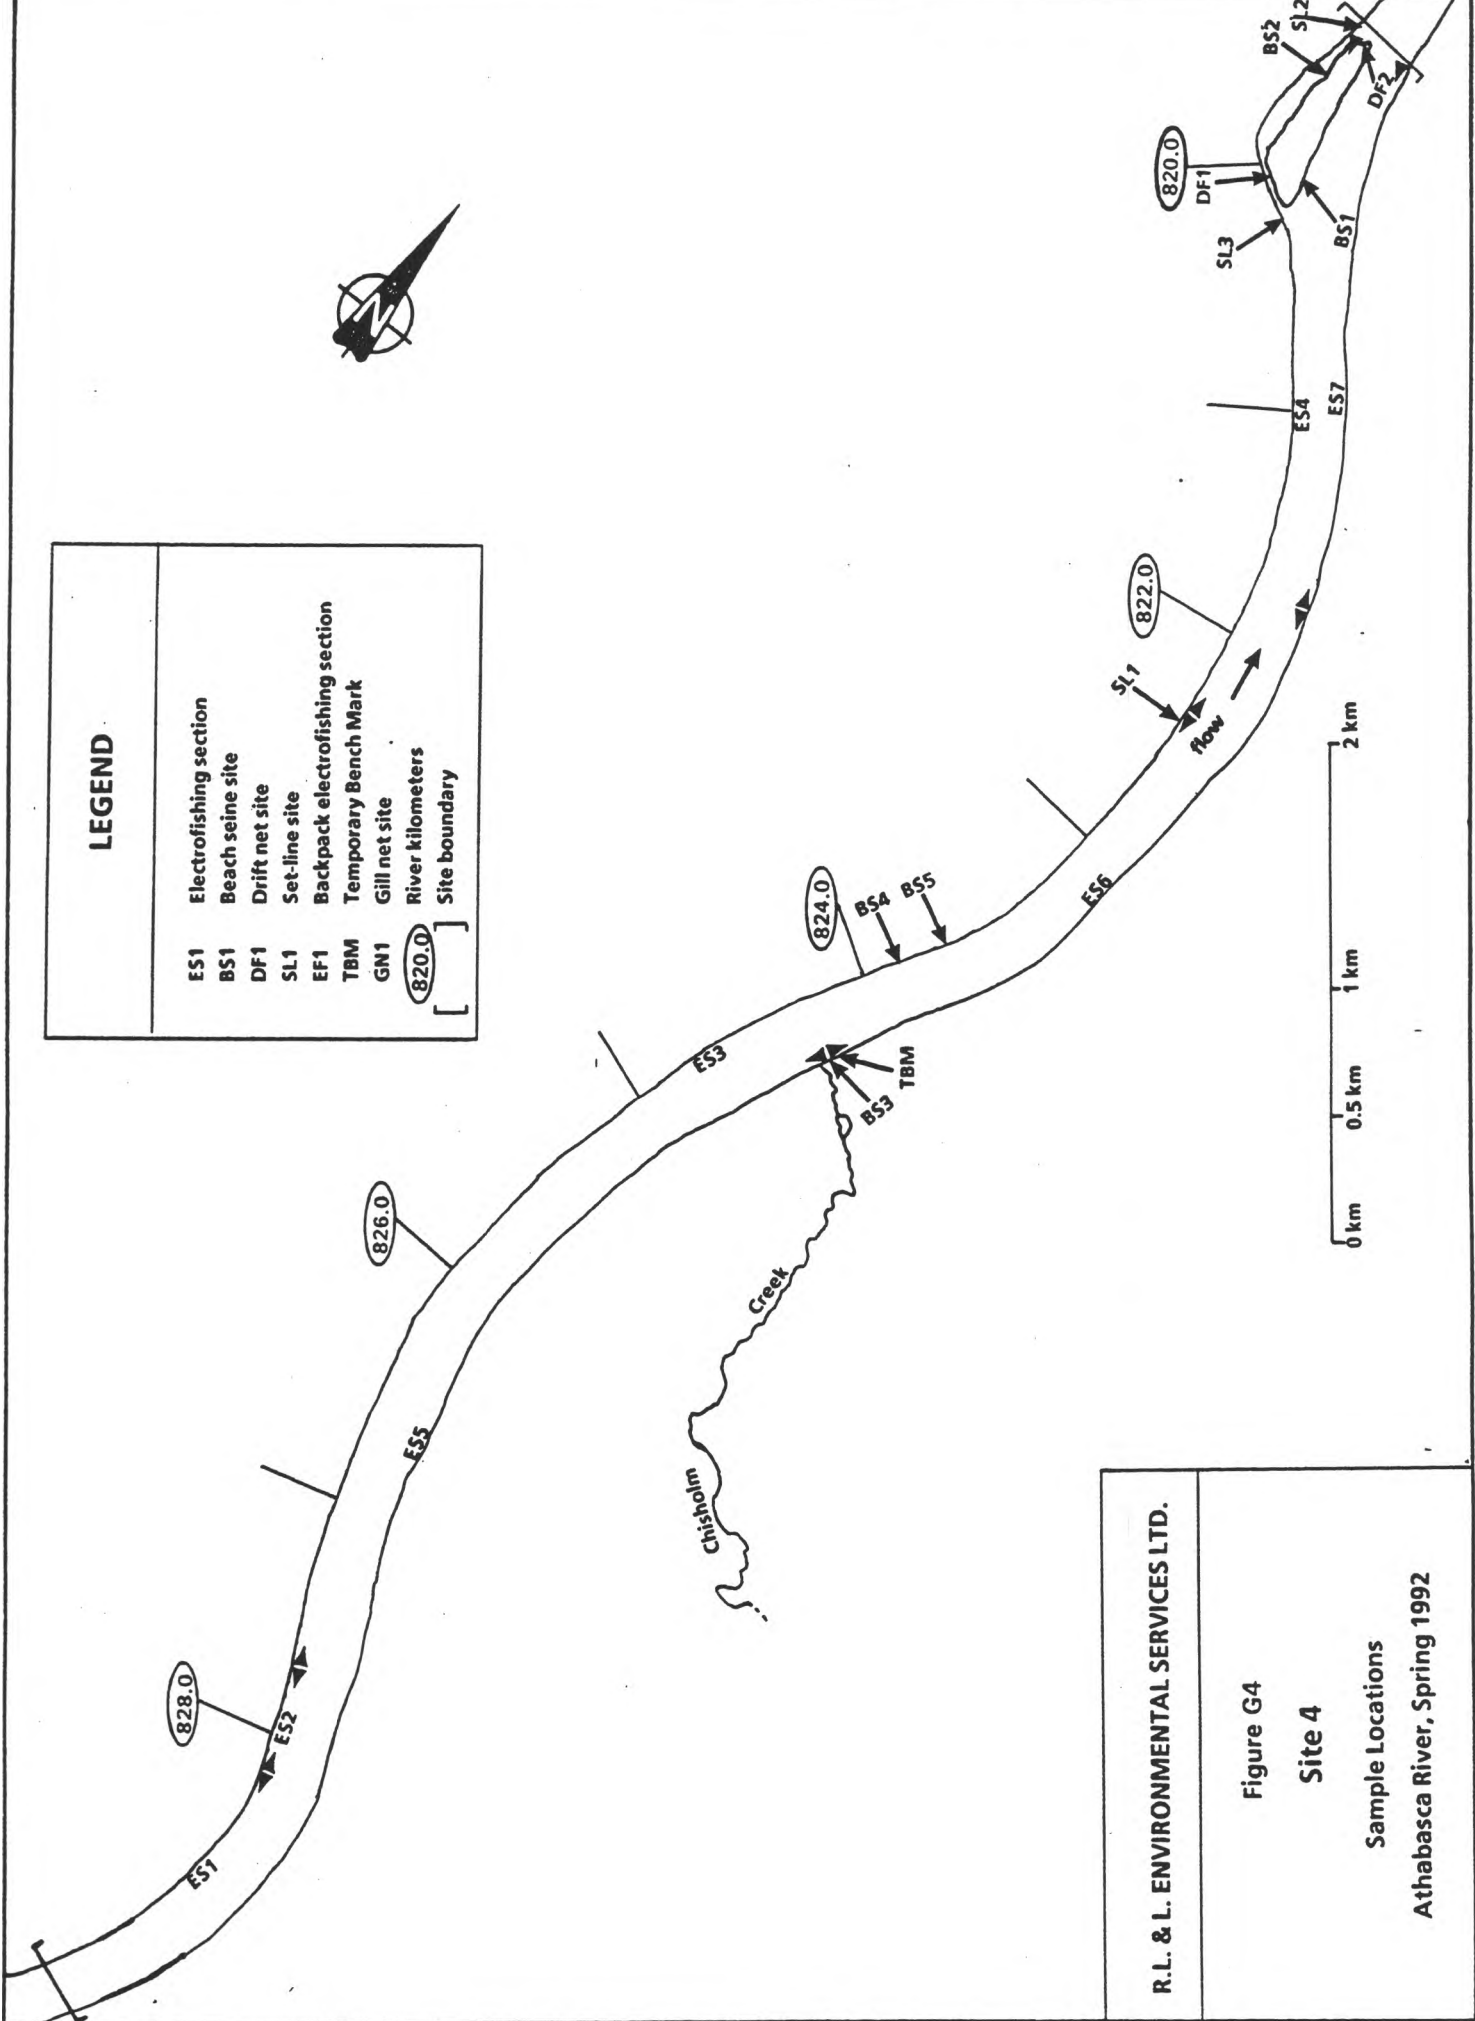 LEGEND
ES1 Electrofishing section
BS1 Beach seine site
DF1 Drift net site
SL1 Set-line site
EF1 Backpack electrofishing section
TBM Temporary Bench Mark
GN1 Gill net site
820.0 River kilometers
[ ] Site boundary
N
ES1
828.0
ES2
ES5
826.0
ES3
824.0
BS4
BS5
BS3
TBM
Chisholm
Creek
ES6
SL1
flow
822.0
ES4
ES7
820.0
DF1
SL3
BS1
BS2
SL2
DF2
0 km
0.5 km
1 km
2 km
R.L. & L. ENVIRONMENTAL SERVICES LTD.
Figure G4
Site 4
Sample Locations
Athabasca River, Spring 1992